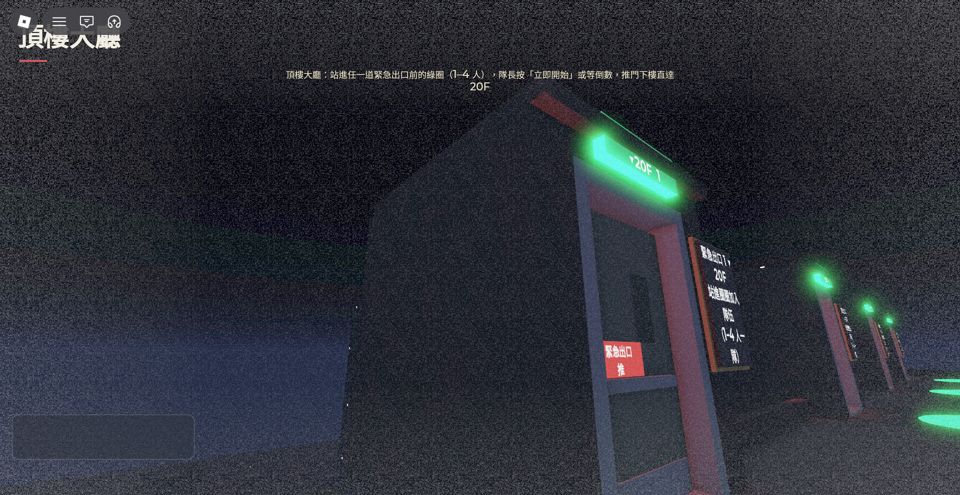 頂樓大廳
頂樓大廳：站進任一道緊急出口前的綠圈（1–4 人），隊長按「立即開始」或等倒數，推門下樓直達
20F
▼20F 1
緊急出口 1 ▼
20F
站進圈圈加入
隊伍
(1–4 人一
隊)
緊急出口
推